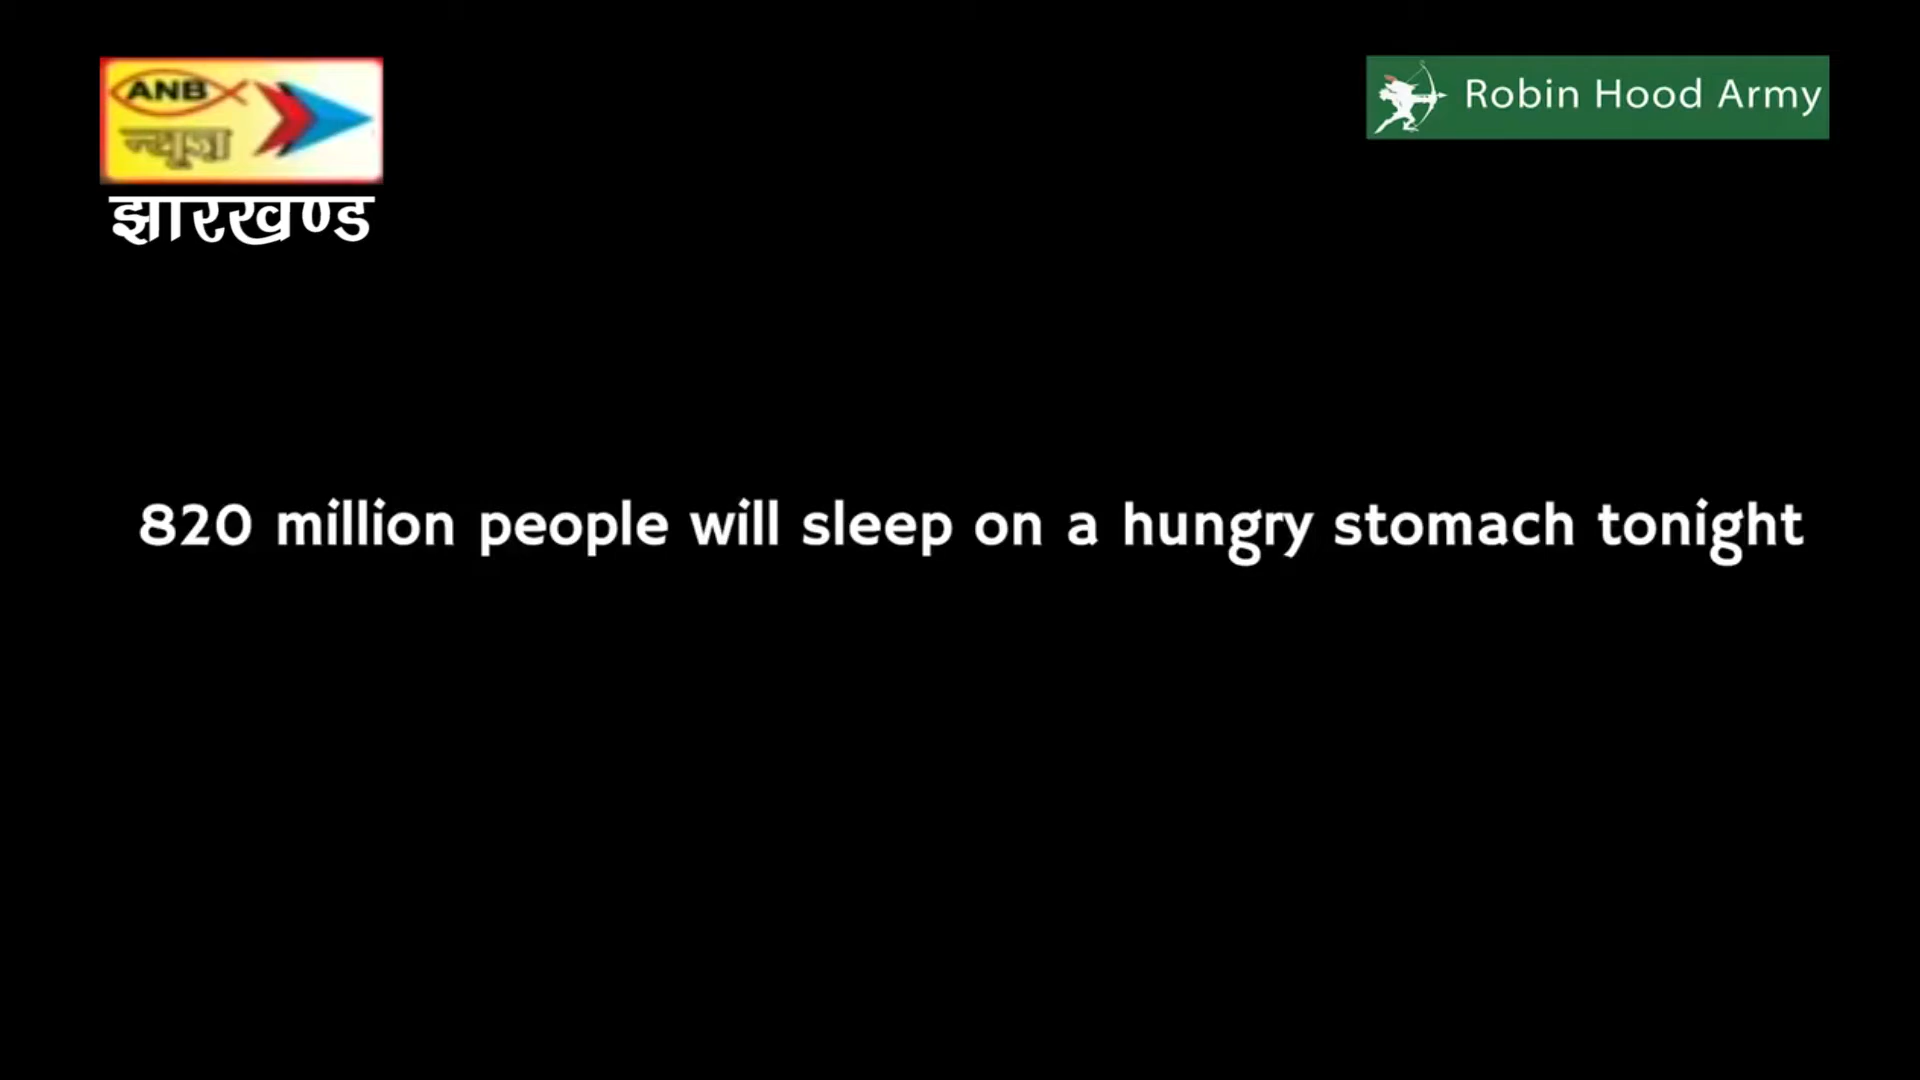 ANB
न्यूज़
झारखण्ड
Robin Hood Army
820 million people will sleep on a hungry stomach tonight